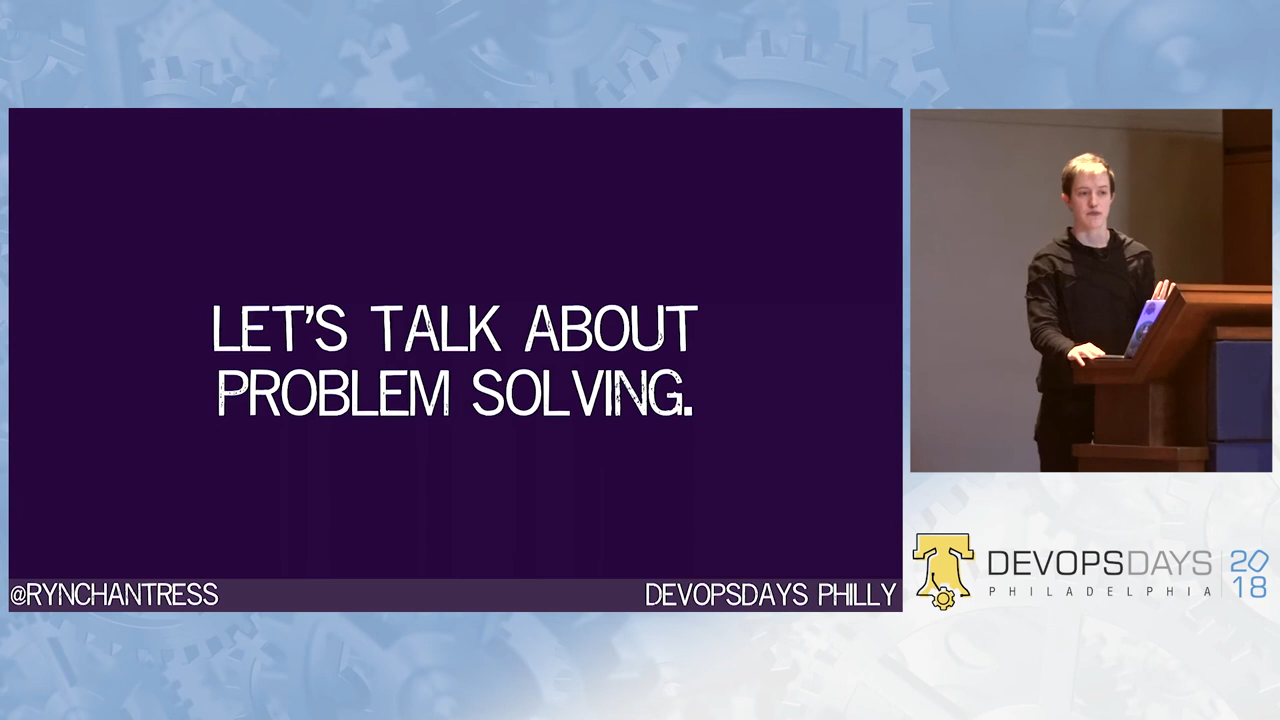 LET'S TALK ABOUT
PROBLEM SOLVING.
@RYNCHANTRESS
DEVOPSDAYS PHILLY
DEVOPSDAYS
PHILADELPHIA
20
18